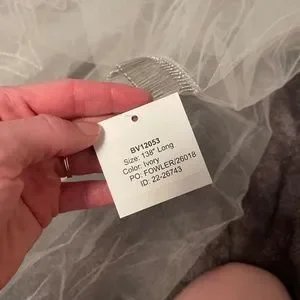 BV12053
Size: 138" Long
Color: Ivory
PO: FOWLER/26018
ID: 22-26743